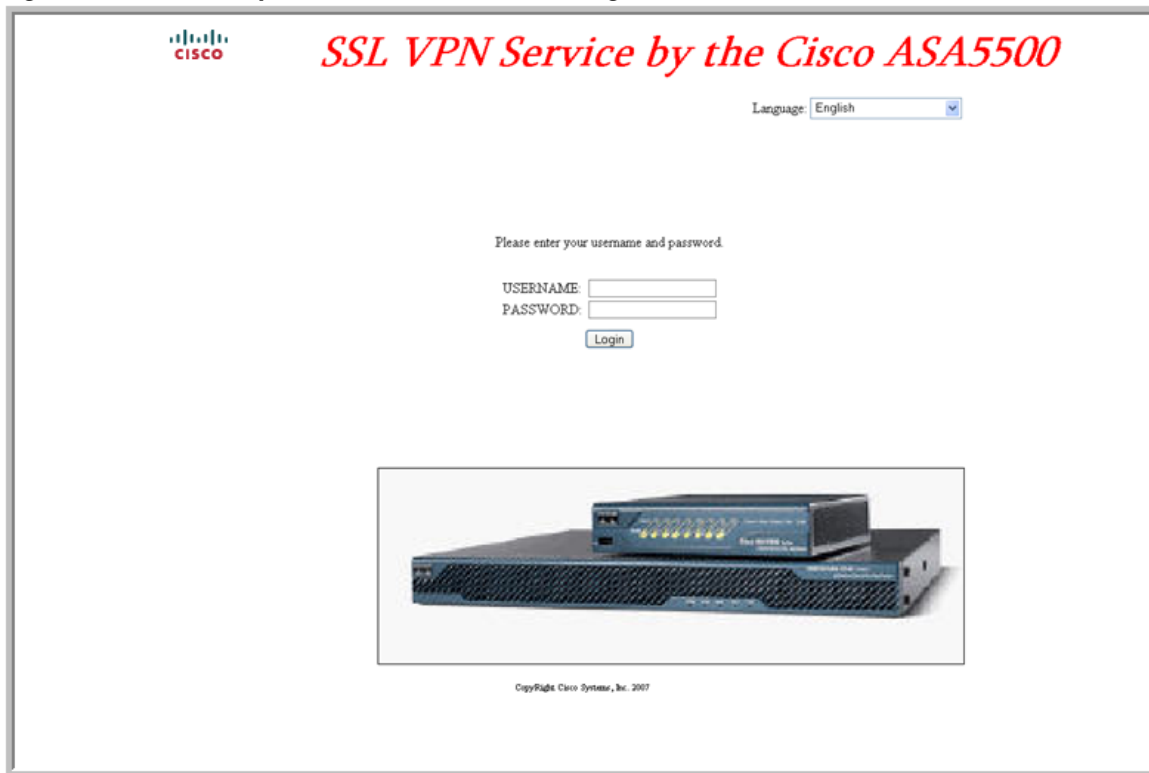 CISCO
SSL VPN Service by the Cisco ASA5500
Language: English
Please enter your username and password.
USERNAME:
PASSWORD:
Login
CopyRight Cisco Systems, Inc. 2007